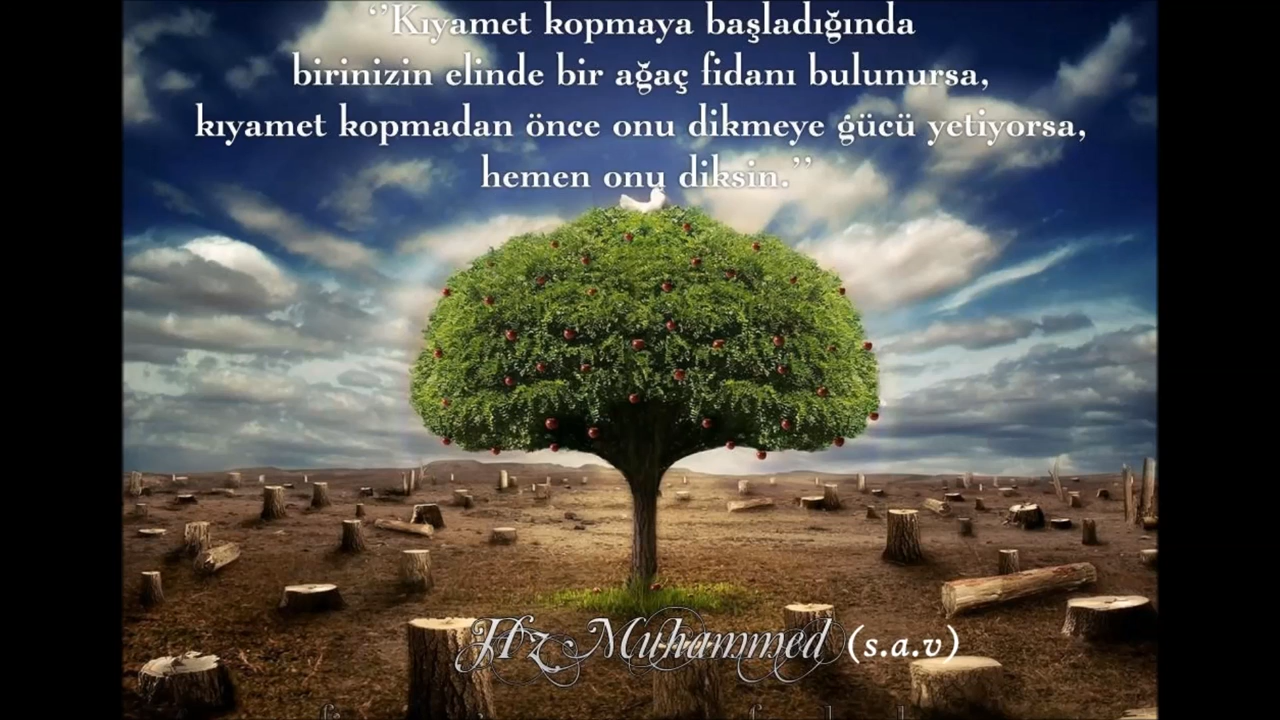 ‘’Kıyamet kopmaya başladığında
birinizin elinde bir ağaç fidanı bulunursa,
kıyamet kopmadan önce onu dikmeye gücü yetiyorsa,
hemen onu diksin.’’
Hz Muhammed (s.a.v)